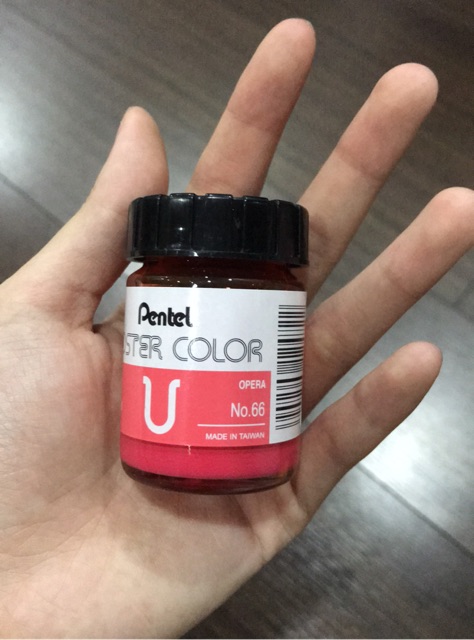 Pentel
STER COLOR
U
OPERA
No.66
MADE IN TAIWAN